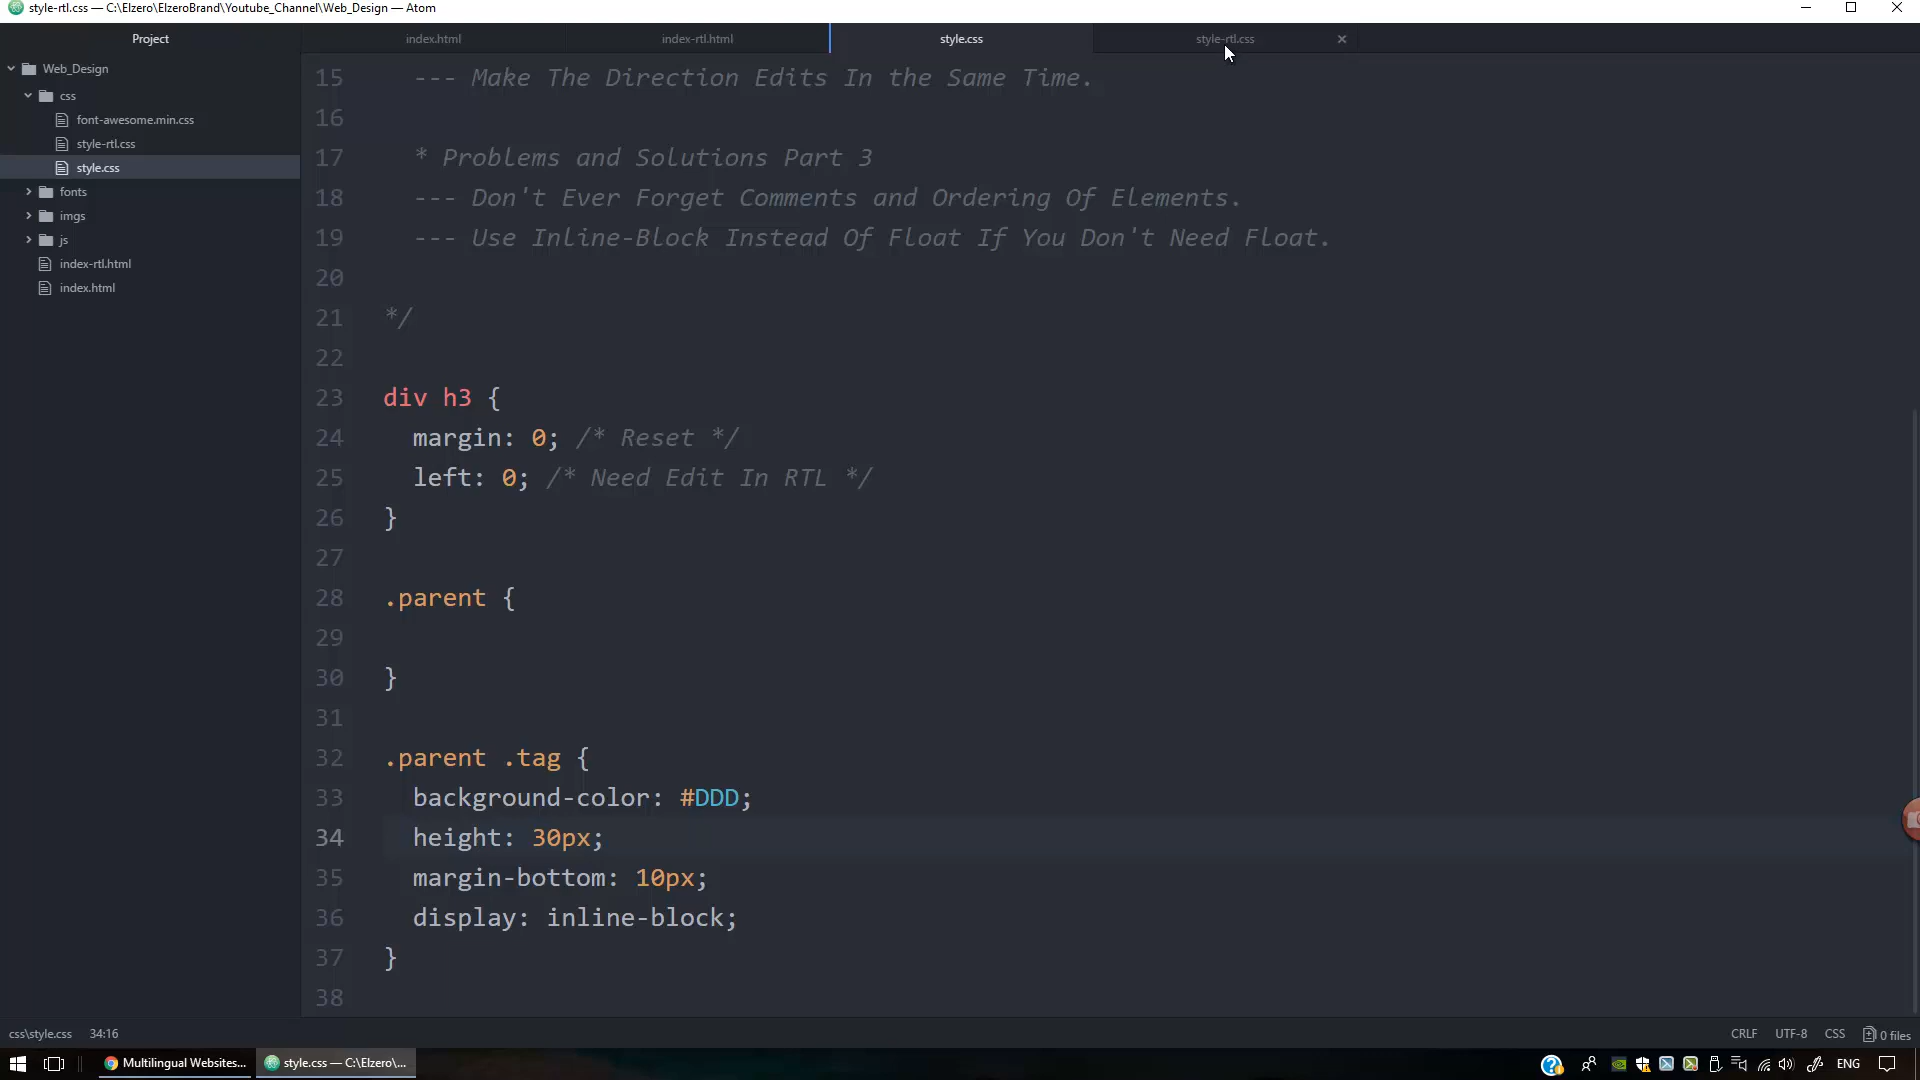 style-rtl.css — C:\Elzero\ElzeroBrand\Youtube_Channel\Web_Design — Atom
Project
index.html
index-rtl.html
style.css
style-rtl.css
Web_Design
css
font-awesome.min.css
style-rtl.css
style.css
fonts
imgs
js
index-rtl.html
index.html
15 --- Make The Direction Edits In the Same Time.
16
17 * Problems and Solutions Part 3
18 --- Don't Ever Forget Comments and Ordering Of Elements.
19 --- Use Inline-Block Instead Of Float If You Don't Need Float.
20
21 */
22
23 div h3 {
24 margin: 0; /* Reset */
25 left: 0; /* Need Edit In RTL */
26 }
27
28 .parent {
29
30 }
31
32 .parent .tag {
33 background-color: #DDD;
34 height: 30px;
35 margin-bottom: 10px;
36 display: inline-block;
37 }
38
css\style.css 34:16
CRLF UTF-8 CSS 0 files
Multilingual Websites...
style.css — C:\Elzero\...
ENG